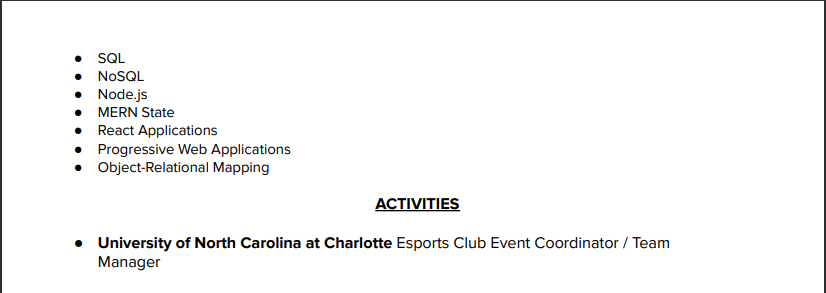 ● SQL
● NoSQL
● Node.js
● MERN State
● React Applications
● Progressive Web Applications
● Object-Relational Mapping
ACTIVITIES
● University of North Carolina at Charlotte Esports Club Event Coordinator / Team
Manager